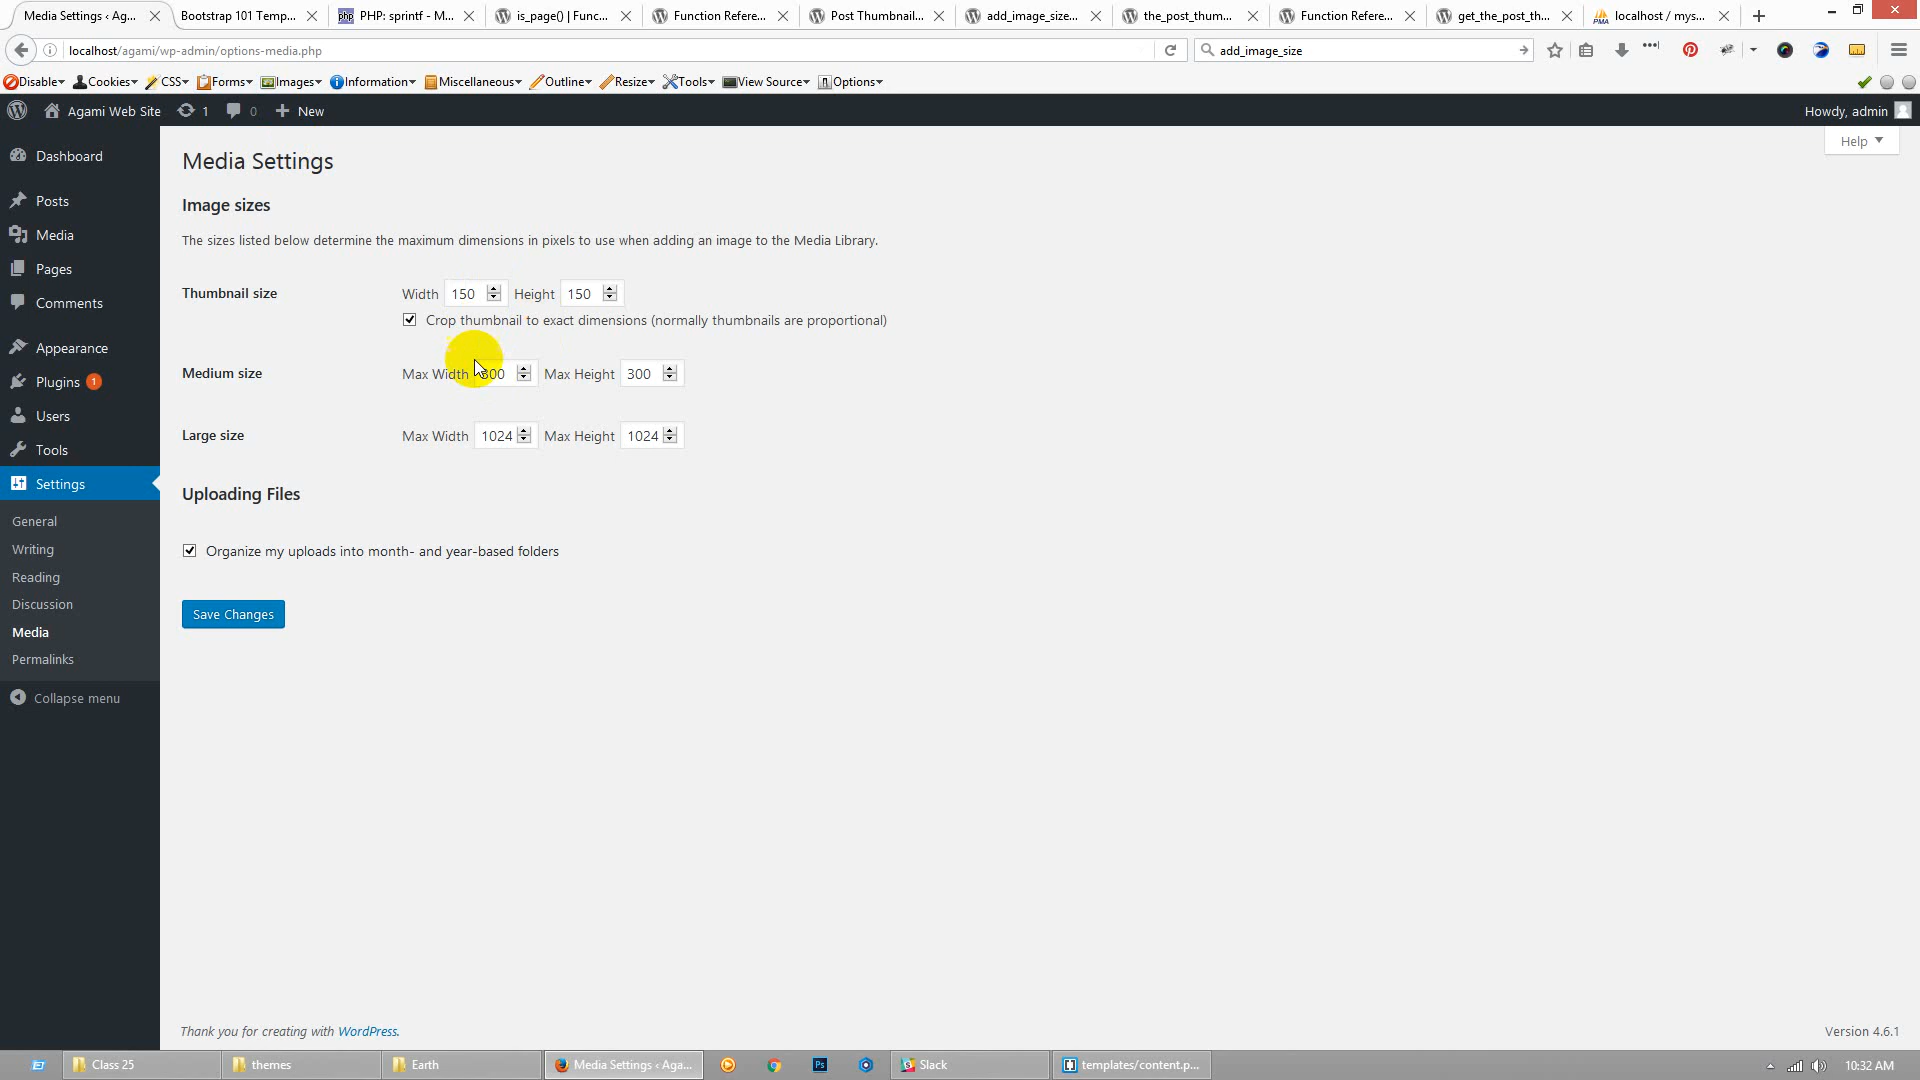 Media Settings ‹ Ag...
Bootstrap 101 Temp...
php PHP: sprintf - M...
is_page() | Func...
Function Refere...
Post Thumbnail...
add_image_size...
the_post_thum...
Function Refere...
get_the_post_th...
PMA localhost / mys...
localhost/agami/wp-admin/options-media.php
add_image_size
Disable Cookies CSS Forms Images Information Miscellaneous Outline Resize Tools View Source Options
Agami Web Site 1 0 New
Howdy, admin
Help
Dashboard
Posts
Media
Pages
Comments
Appearance
Plugins 1
Users
Tools
Settings
General
Writing
Reading
Discussion
Media
Permalinks
Collapse menu
Media Settings
Image sizes
The sizes listed below determine the maximum dimensions in pixels to use when adding an image to the Media Library.
Thumbnail size Width 150 Height 150
Crop thumbnail to exact dimensions (normally thumbnails are proportional)
Medium size Max Width 300 Max Height 300
Large size Max Width 1024 Max Height 1024
Uploading Files
Organize my uploads into month- and year-based folders
Save Changes
Thank you for creating with WordPress.
Version 4.6.1
Class 25
themes
Earth
Media Settings ‹ Aga...
Ps
Slack
templates/content.p...
10:32 AM